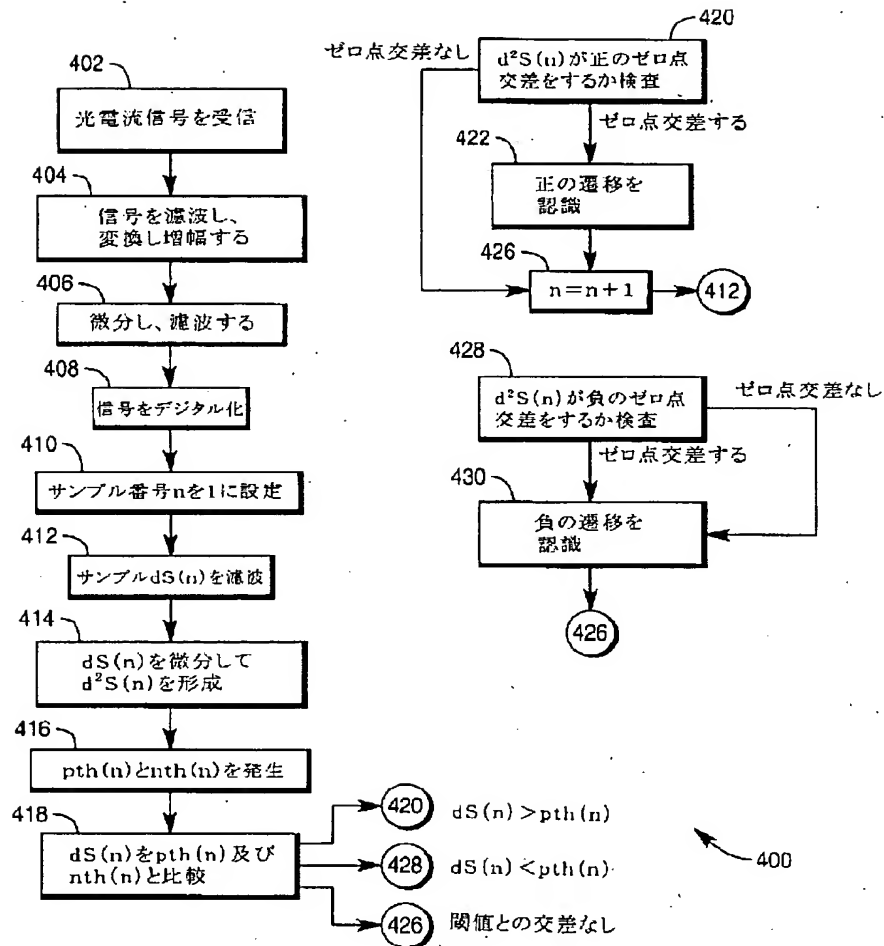 402
光電流信号を受信
404
信号を濾波し、
変換し増幅する
406
微分し、濾波する
408
信号をデジタル化
410
サンプル番号nを1に設定
412
サンプルdS(n)を濾波
414
dS(n)を微分して
d²S(n)を形成
416
pth(n)とnth(n)を発生
418
dS(n)をpth(n)及び
nth(n)と比較
420
dS(n)>pth(n)
428
dS(n)<pth(n)
426
閾値との交差なし
420
ゼロ点交差なし
d²S(n)が正のゼロ点
交差をするか検査
ゼロ点交差する
422
正の遷移を
認識
426
n=n+1
412
428
d²S(n)が負のゼロ点
交差をするか検査
ゼロ点交差なし
ゼロ点交差する
430
負の遷移を
認識
426
400